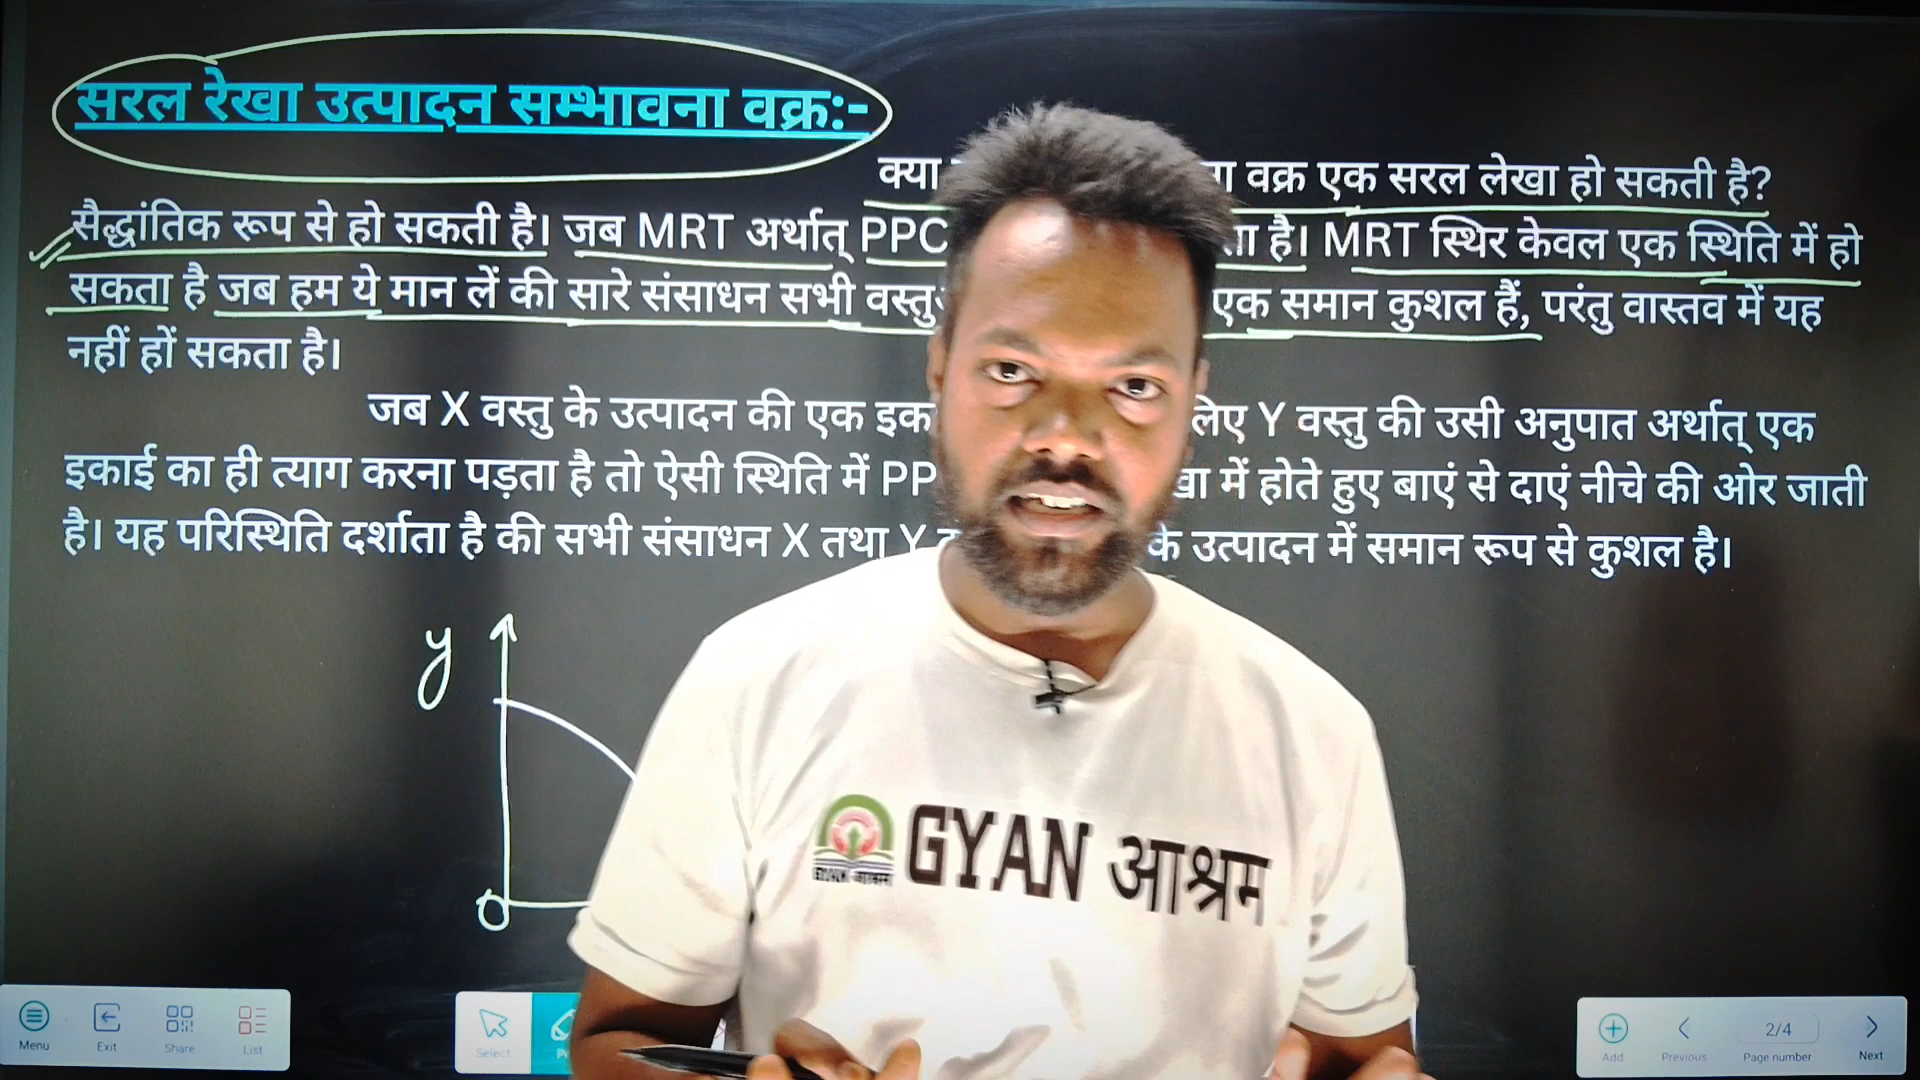 सरल रेखा उत्पादन सम्भावना वक्र:-
क्या वक्र एक सरल लेखा हो सकती है?
सैद्धांतिक रूप से हो सकती है। जब MRT अर्थात् PPC है। MRT स्थिर केवल एक स्थिति में हो
सकता है जब हम ये मान लें की सारे संसाधन सभी एक समान कुशल हैं, परंतु वास्तव में यह
नहीं हों सकता है।
जब X वस्तु के उत्पादन की एक लिए Y वस्तु की उसी अनुपात अर्थात् एक
इकाई का ही त्याग करना पड़ता है तो ऐसी स्थिति में में होते हुए बाएं से दाएं नीचे की ओर जाती
है। यह परिस्थिति दर्शाता है की सभी संसाधन X तथा Y के उत्पादन में समान रूप से कुशल है।
y
O
GYAN आश्रम
Menu Exit Share List Select Add Previous 2/4 Page number Next